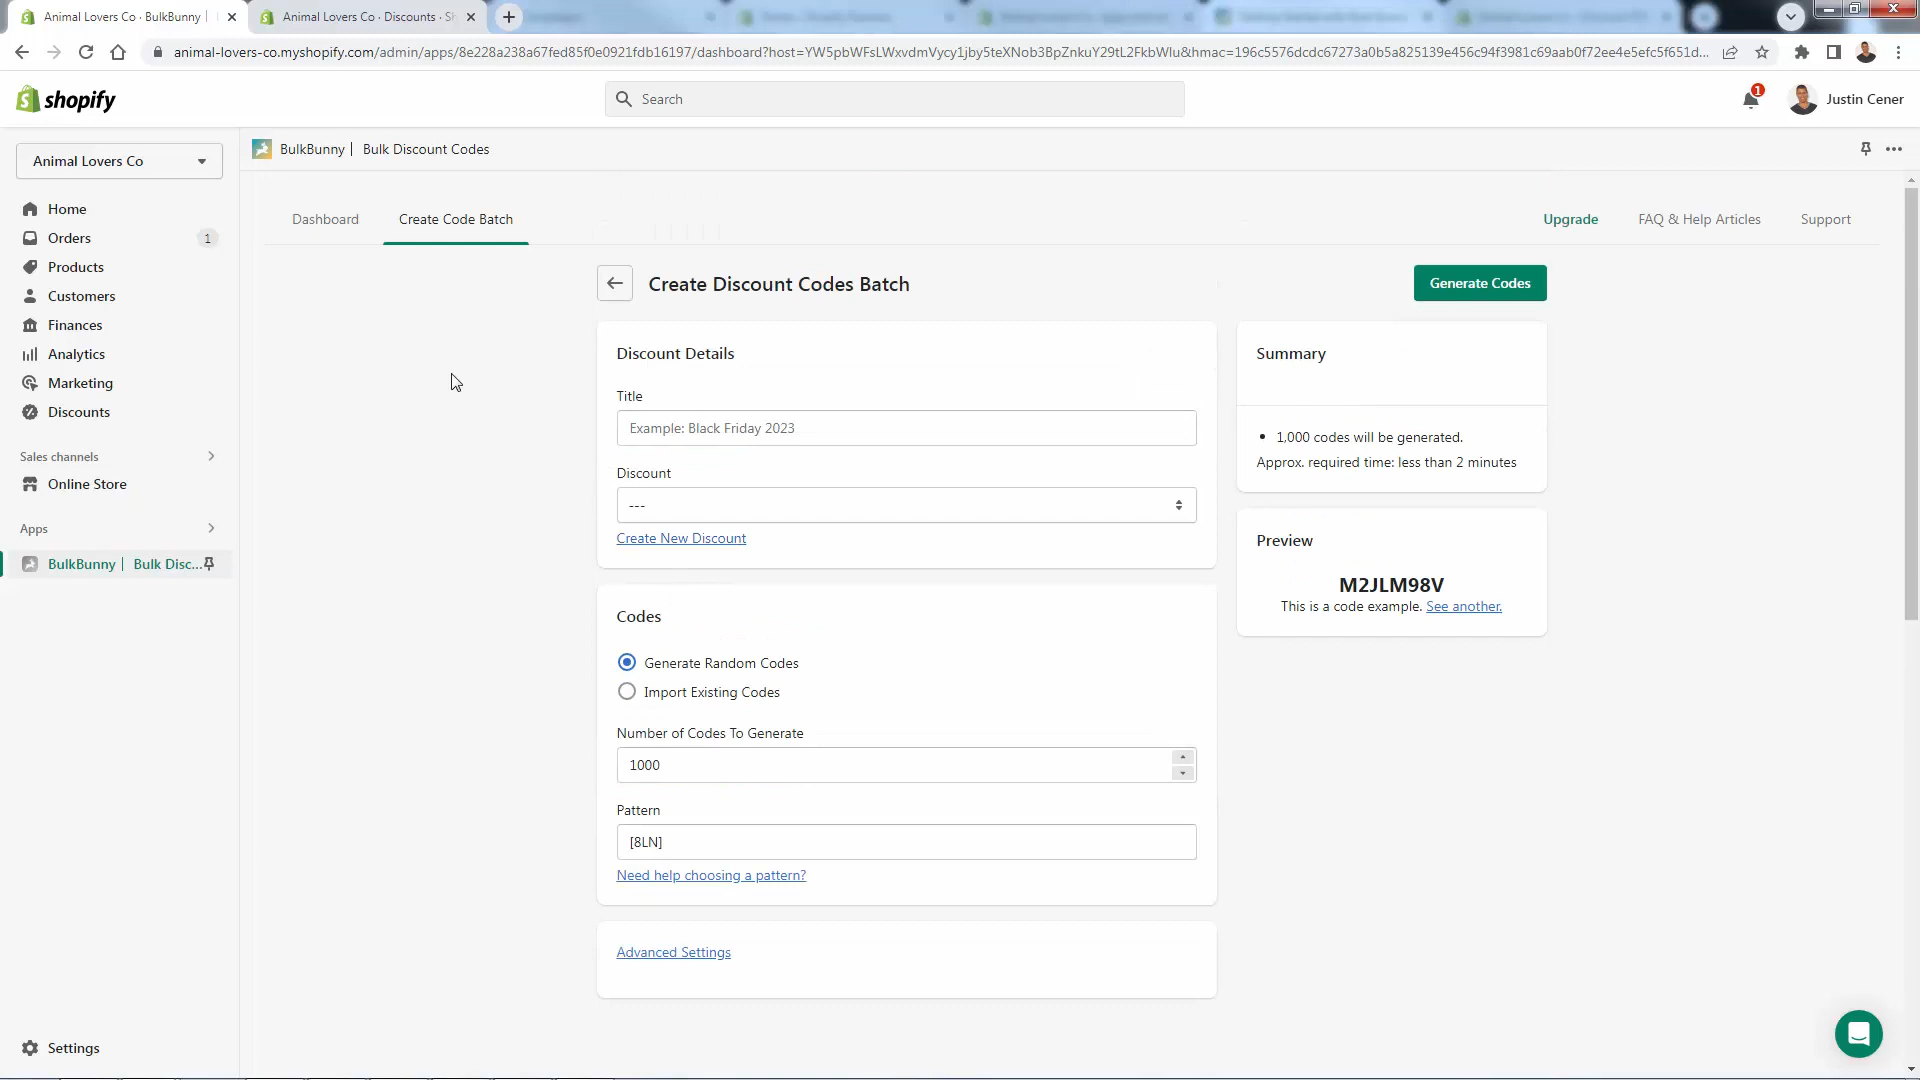 Animal Lovers Co · BulkBunny |
Animal Lovers Co · Discounts · Sh
animal-lovers-co.myshopify.com/admin/apps/8e228a238a67fed85f0e0921fdb16197/dashboard?host=YW5pbWFsLWxvdmVycy1jby5teXNob3BpZnkuY29tL2FkbWlu&hmac=196c5576dcdc67273a0b5a825139e456c94f3981c69aab0f72ee4e5efc5f651d...
shopify
Search
1
Justin Cener
Animal Lovers Co
BulkBunny | Bulk Discount Codes
Home
Orders
1
Products
Customers
Finances
Analytics
Marketing
Discounts
Sales channels
Online Store
Apps
BulkBunny | Bulk Disc...
Settings
Dashboard
Create Code Batch
Upgrade
FAQ & Help Articles
Support
Create Discount Codes Batch
Generate Codes
Discount Details
Title
Example: Black Friday 2023
Discount
---
Create New Discount
Codes
Generate Random Codes
Import Existing Codes
Number of Codes To Generate
1000
Pattern
[8LN]
Need help choosing a pattern?
Advanced Settings
Summary
1,000 codes will be generated.
Approx. required time: less than 2 minutes
Preview
M2JLM98V
This is a code example. See another.